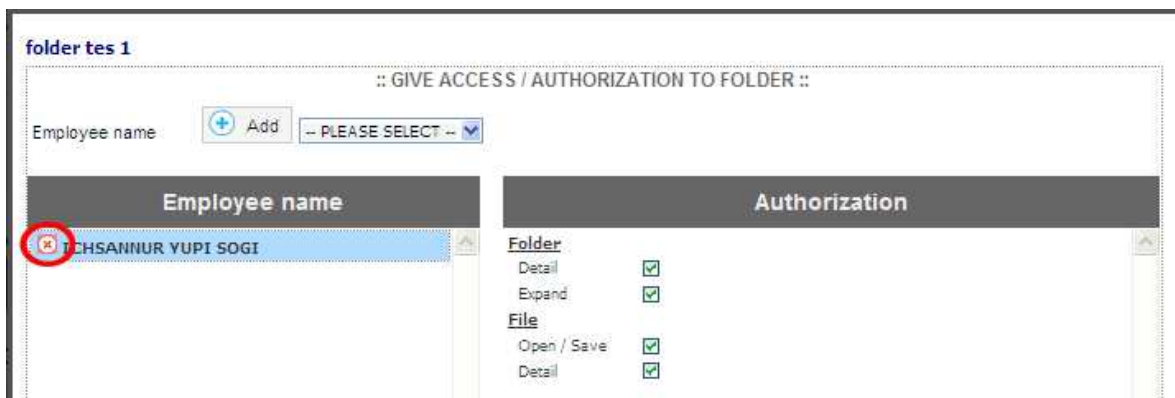 folder tes 1
:: GIVE ACCESS / AUTHORIZATION TO FOLDER ::
Employee name Add -- PLEASE SELECT --
Employee name Authorization
ICHSANNUR YUPI SOGI
Folder
Detail
Expand
File
Open / Save
Detail